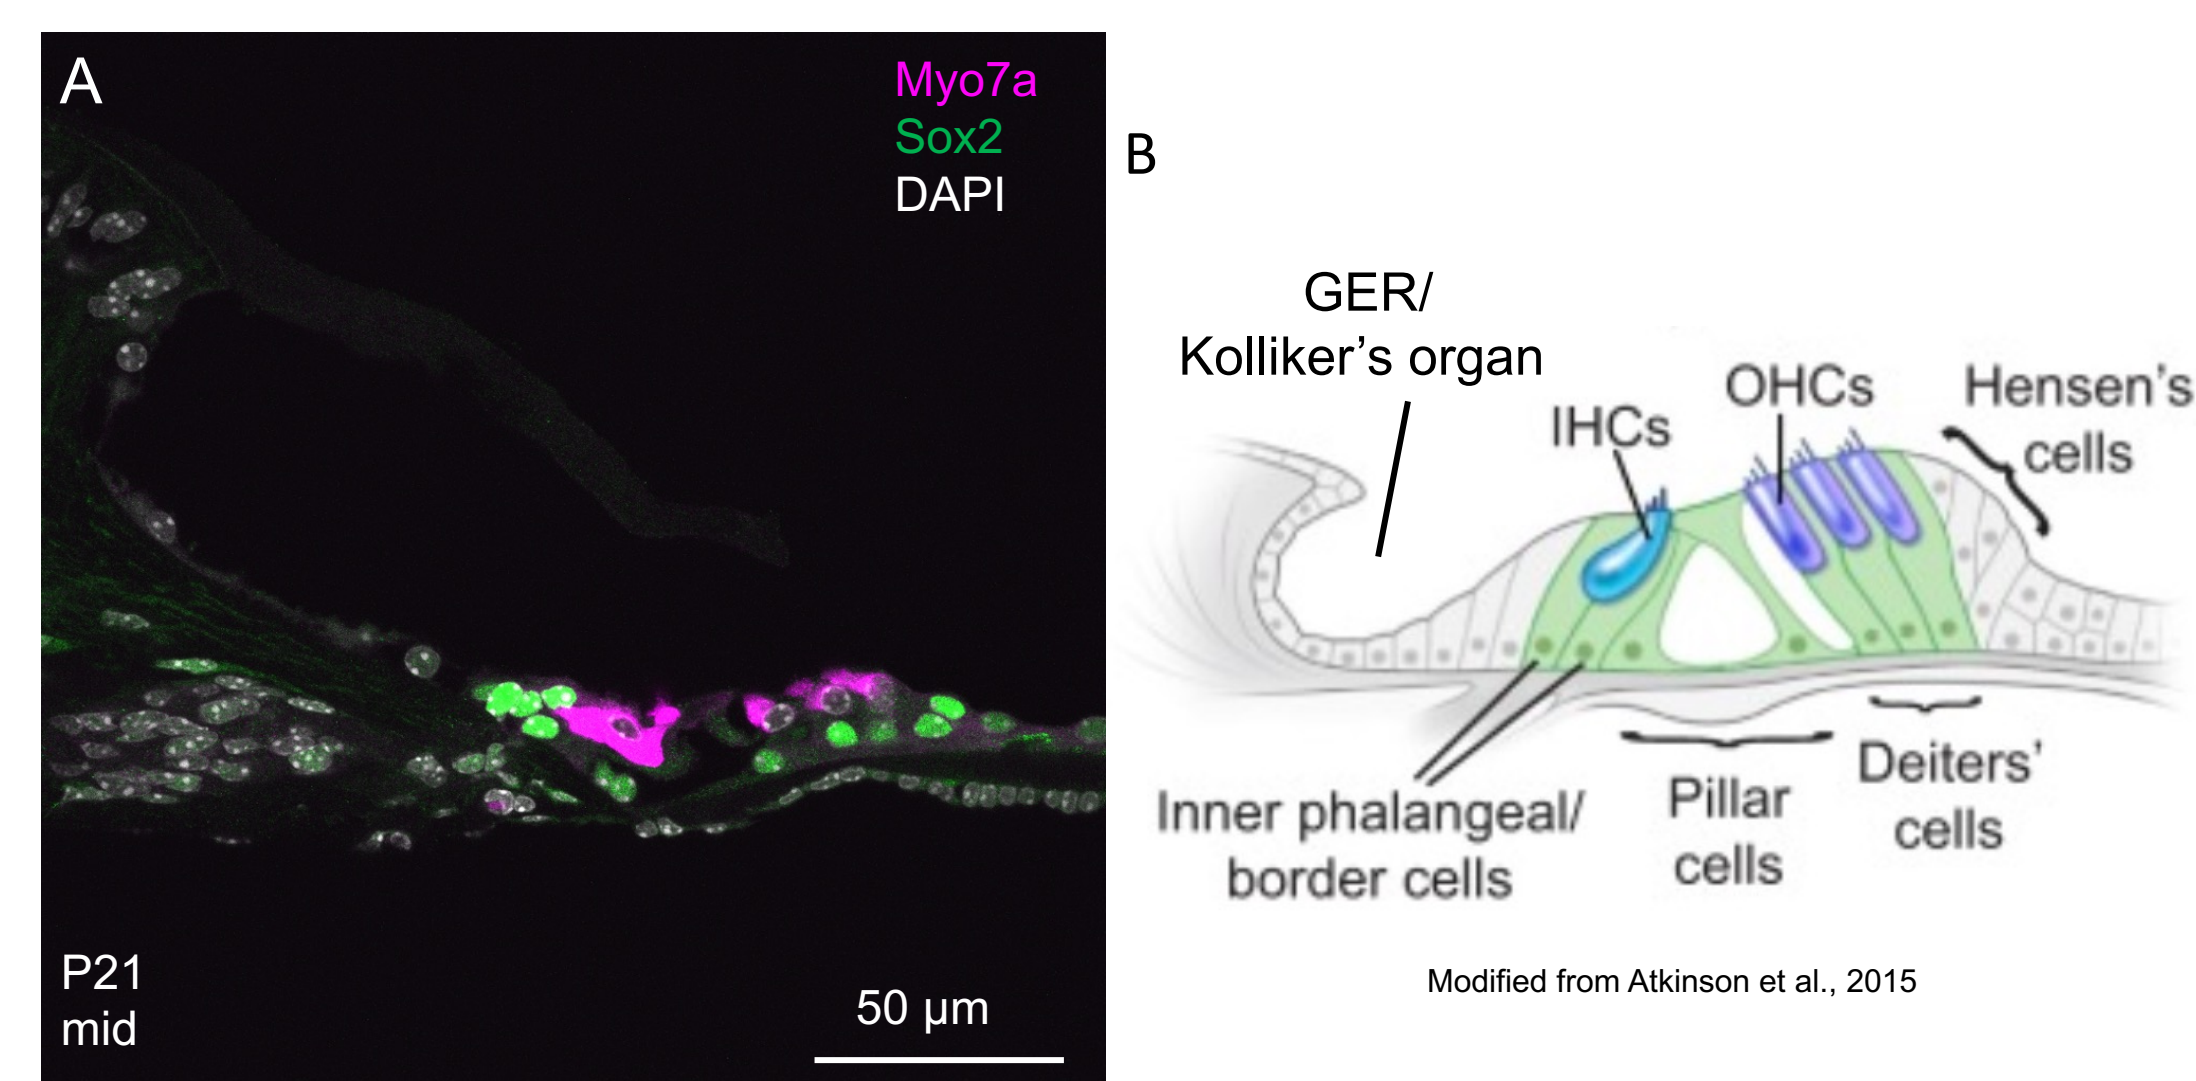 A
Myo7a
Sox2
DAPI
P21
mid
50 µm
B
GER/
Kolliker’s organ
IHCs
OHCs
Hensen’s
cells
Inner phalangeal/
border cells
Pillar
cells
Deiters’
cells
Modified from Atkinson et al., 2015